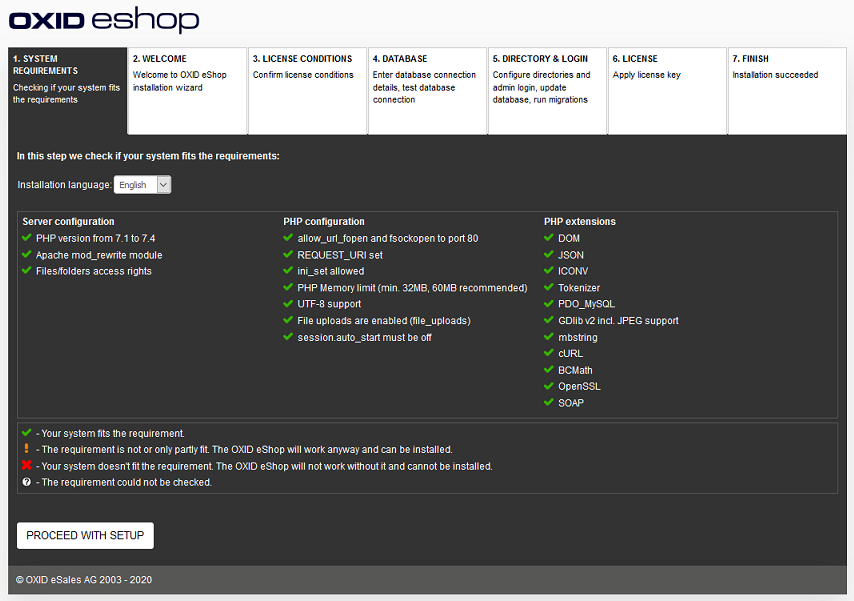 OXID eshop
1. SYSTEM
REQUIREMENTS
Checking if your system fits
the requirements
2. WELCOME
Welcome to OXID eShop
installation wizard
3. LICENSE CONDITIONS
Confirm license conditions
4. DATABASE
Enter database connection
details, test database
connection
5. DIRECTORY & LOGIN
Configure directories and
admin login, update
database, run migrations
6. LICENSE
Apply license key
7. FINISH
Installation succeeded
In this step we check if your system fits the requirements:
Installation language: English
Server configuration
PHP version from 7.1 to 7.4
Apache mod_rewrite module
Files/folders access rights
PHP configuration
allow_url_fopen and fsockopen to port 80
REQUEST_URI set
ini_set allowed
PHP Memory limit (min. 32MB, 60MB recommended)
UTF-8 support
File uploads are enabled (file_uploads)
session.auto_start must be off
PHP extensions
DOM
JSON
ICONV
Tokenizer
PDO_MySQL
GDlib v2 incl. JPEG support
mbstring
cURL
BCMath
OpenSSL
SOAP
- Your system fits the requirement.
- The requirement is not or only partly fit. The OXID eShop will work anyway and can be installed.
- Your system doesn't fit the requirement. The OXID eShop will not work without it and cannot be installed.
- The requirement could not be checked.
PROCEED WITH SETUP
© OXID eSales AG 2003 - 2020